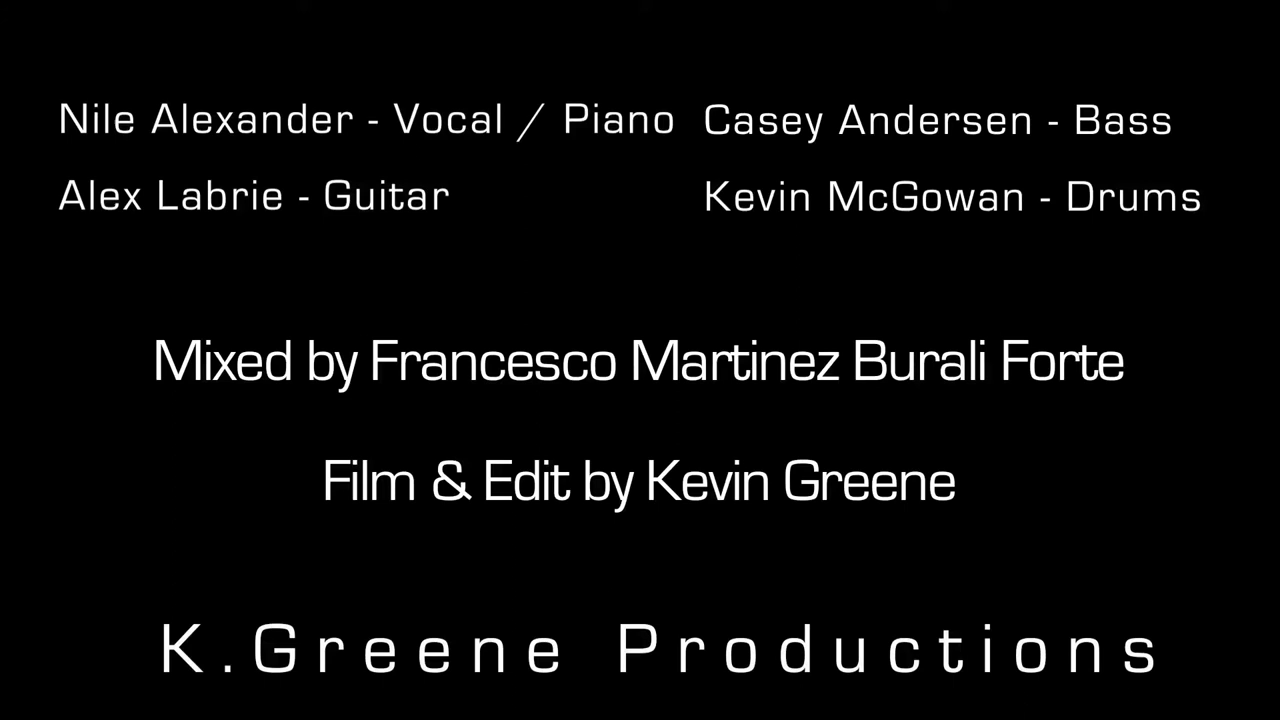 Nile Alexander - Vocal / Piano
Casey Andersen - Bass
Alex Labrie - Guitar
Kevin McGowan - Drums
Mixed by Francesco Martinez Burali Forte
Film & Edit by Kevin Greene
K.Greene Productions